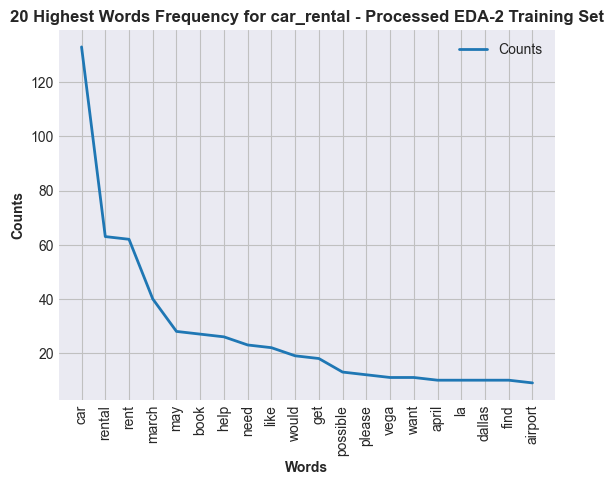 20 Highest Words Frequency for car_rental - Processed EDA-2 Training Set
Counts
120
100
80
60
40
20
Counts
car
rental
rent
march
may
book
help
need
like
would
get
possible
please
vega
want
april
la
dallas
find
airport
Words